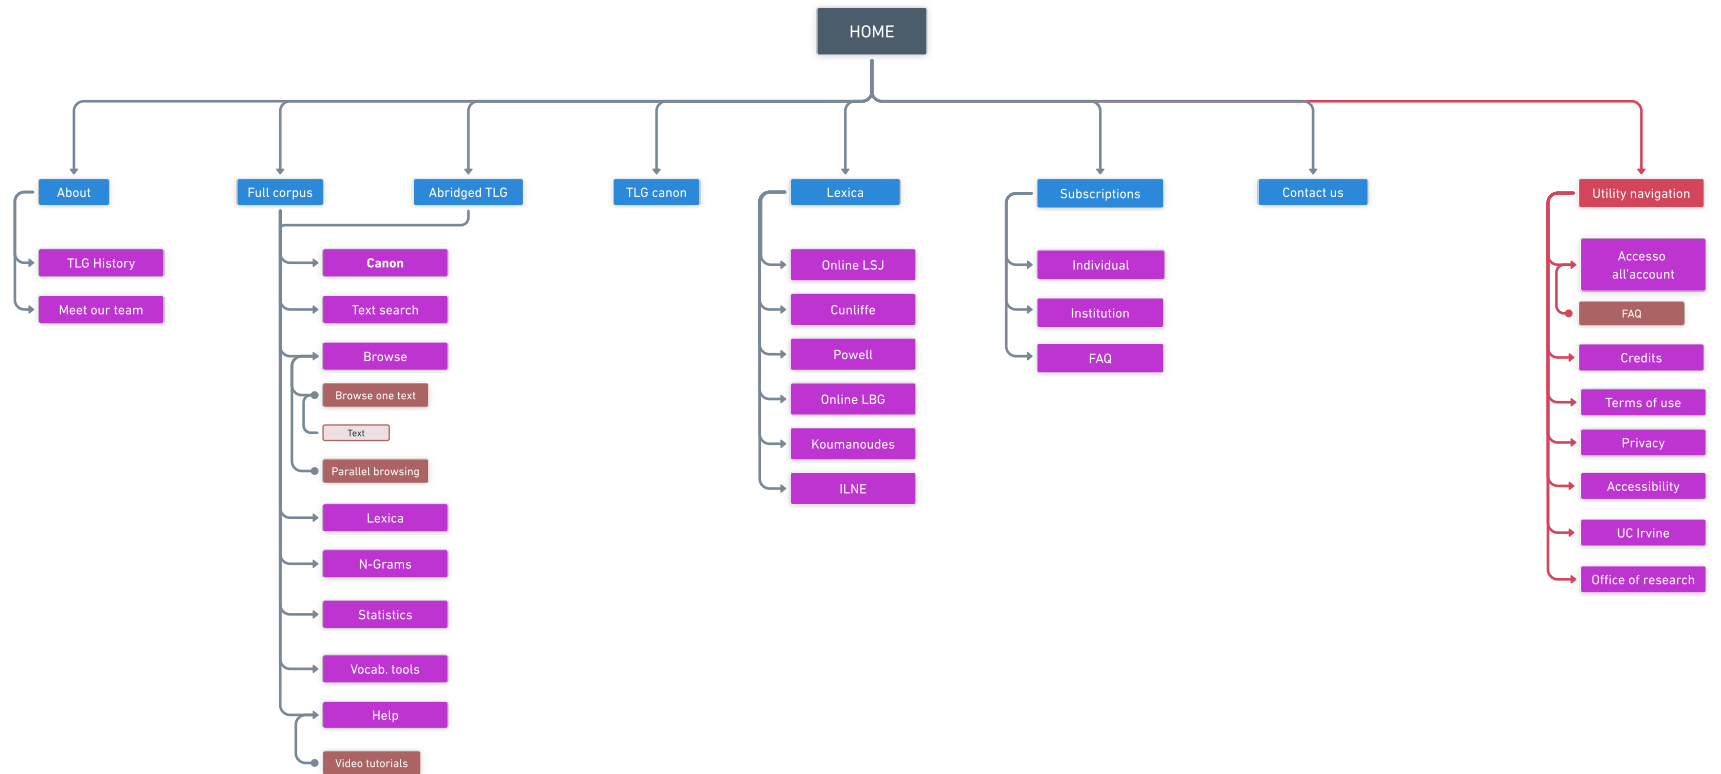 HOME
About
Full corpus
Abridged TLG
TLG canon
Lexica
Subscriptions
Contact us
Utility navigation
TLG History
Meet our team
Canon
Text search
Browse
Browse one text
Text
Parallel browsing
Lexica
N-Grams
Statistics
Vocab. tools
Help
Video tutorials
Online LSJ
Cunliffe
Powell
Online LBG
Koumanoudes
ILNE
Individual
Institution
FAQ
Accesso
all'account
FAQ
Credits
Terms of use
Privacy
Accessibility
UC Irvine
Office of research